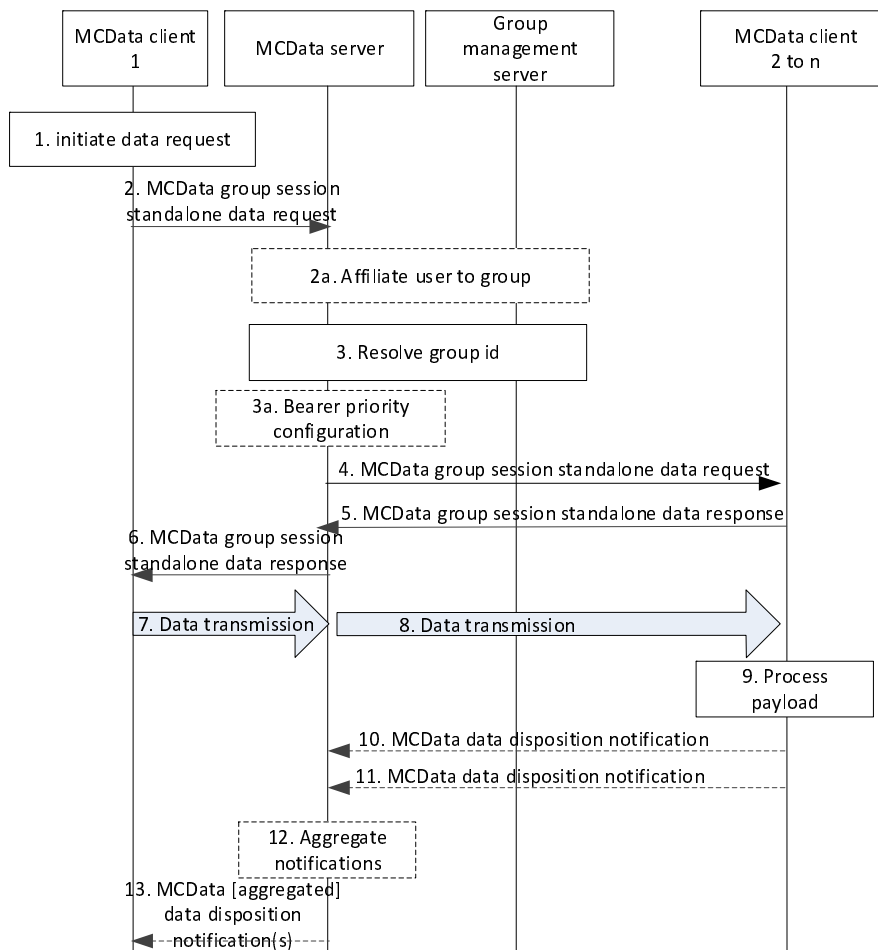 MCData client
1
MCData server
Group
management
server
MCData client
2 to n
1. initiate data request
2. MCData group session
standalone data request
2a. Affiliate user to group
3. Resolve group id
3a. Bearer priority
configuration
4. MCData group session standalone data request
5. MCData group session standalone data response
6. MCData group session
standalone data response
7. Data transmission
8. Data transmission
9. Process
payload
10. MCData data disposition notification
11. MCData data disposition notification
12. Aggregate
notifications
13. MCData [aggregated]
data disposition
notification(s)